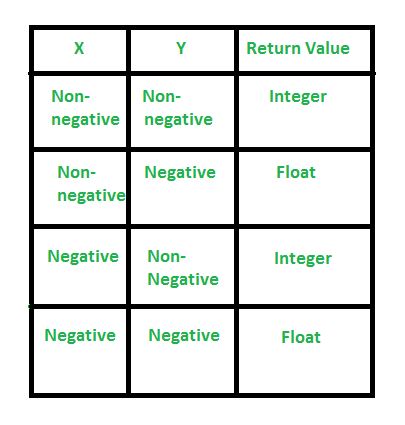 X Y Return Value
Non-negative Non-negative Integer
Non-negative Negative Float
Negative Non-Negative Integer
Negative Negative Float